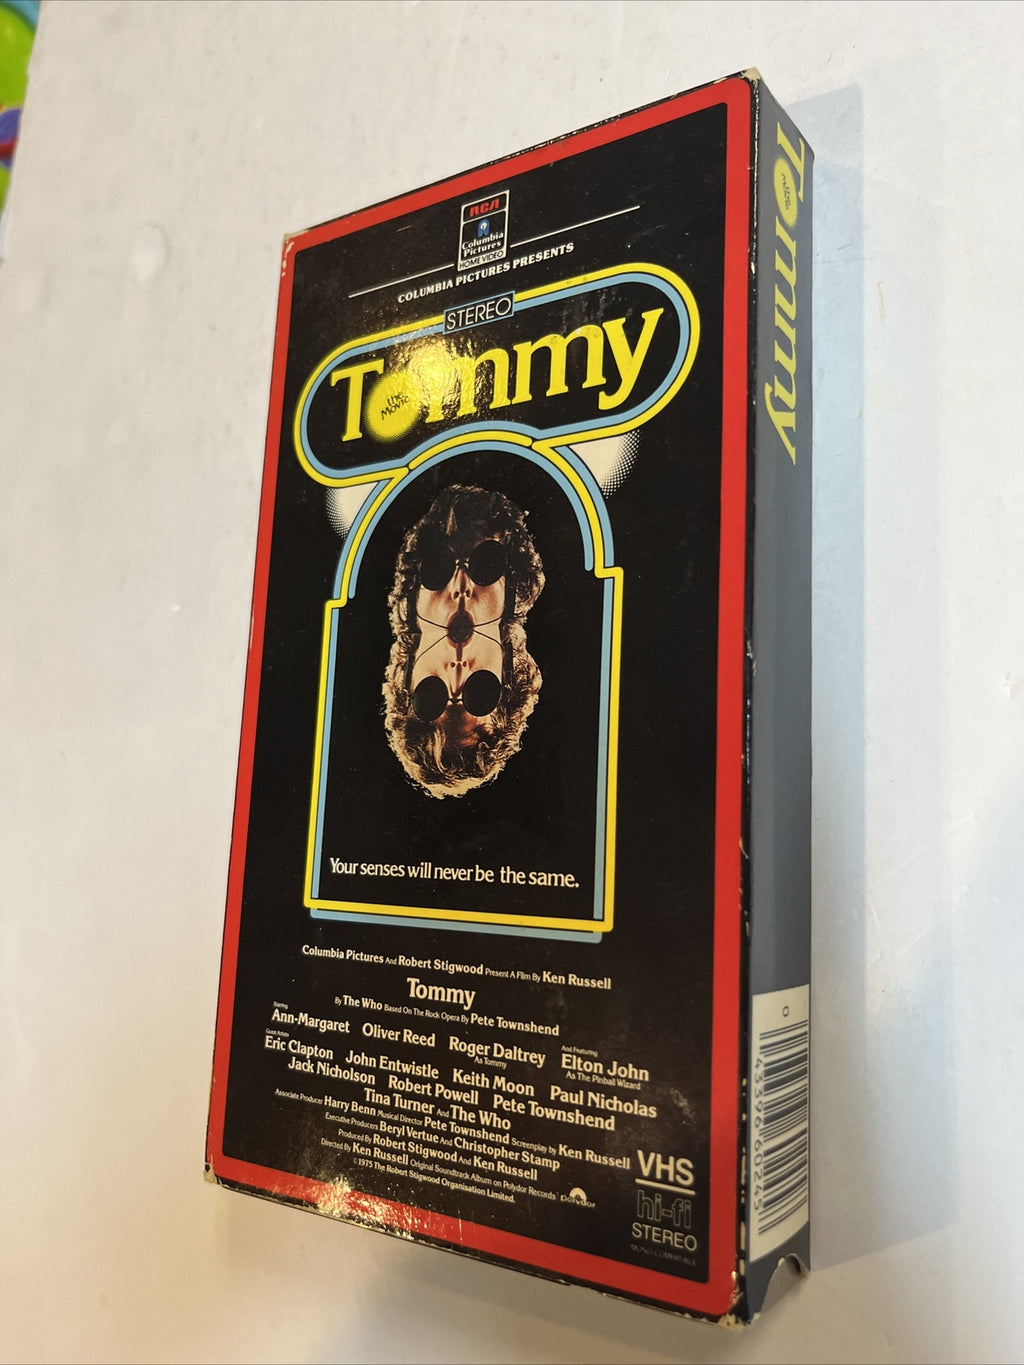 RCA
Columbia
Pictures
HOME VIDEO
COLUMBIA PICTURES PRESENTS
STEREO
Tommy
the
Movie
Your senses will never be the same.
Columbia Pictures And Robert Stigwood Present A Film By Ken Russell
Tommy
By The Who Based On The Rock Opera By Pete Townshend
Starring
Ann-Margaret Oliver Reed Roger Daltrey
As Tommy
And Featuring
Elton John
As The Pinball Wizard
Guest Artists
Eric Clapton John Entwistle Keith Moon Paul Nicholas
Jack Nicholson Robert Powell Pete Townshend
Tina Turner And The Who
Associate Producer Harry Benn Musical Director Pete Townshend Screenplay by Ken Russell
Executive Producers Beryl Vertue And Christopher Stamp
Produced By Robert Stigwood And Ken Russell
Directed By Ken Russell Original Soundtrack Album on Polydor Records polydor
©1975 The Robert Stigwood Organisation Limited.
VHS
hi-fi
STEREO
MONO COMPATIBLE
Tommy
the
Movie
0
43396 60245